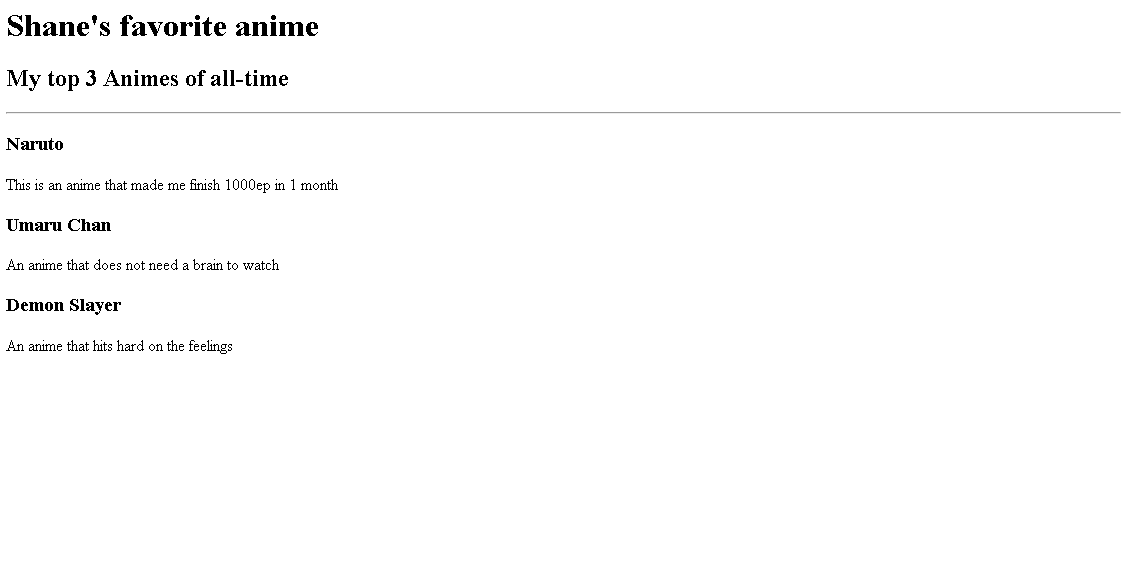 Shane's favorite anime
My top 3 Animes of all-time
Naruto
This is an anime that made me finish 1000ep in 1 month
Umaru Chan
An anime that does not need a brain to watch
Demon Slayer
An anime that hits hard on the feelings